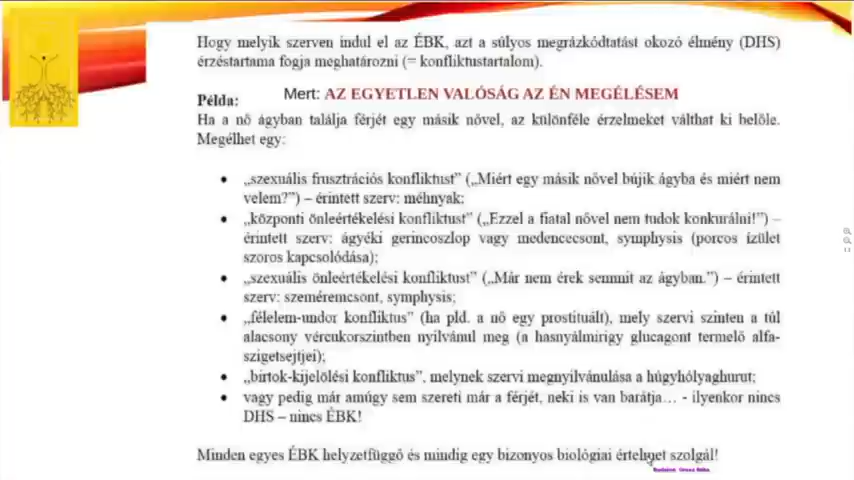 Hogy melyik szerven indul el az ÉBK, azt a súlyos megrázkódtatást okozó élmény (DHS)
érzéstartama fogja meghatározni (= konfliktustartalom).
Mert: AZ EGYETLEN VALÓSÁG AZ ÉN MEGÉLÉSEM
Példa:
Ha a nő ágyban találja férjét egy másik nővel, az különféle érzelmeket válthat ki belőle.
Megélhet egy:
• „szexuális frusztrációs konfliktust” („Miért egy másik nővel bújik ágyba és miért nem
velem?”) – érintett szerv: méhnyak;
• „központi önleértékelési konfliktust” („Ezzel a fiatal nővel nem tudok konkurálni!”) –
érintett szerv: ágyéki gerincoszlop vagy medencecsont, symphysis (porcos ízület
szoros kapcsolódása);
• „szexuális önleértékelési konfliktust” („Már nem érek semmit az ágyban.”) – érintett
szerv: szeméremcsont, symphysis;
• „félelem-undor konfliktus” (ha pld. a nő egy prostituált), mely szervi szinten a túl
alacsony vércukorszintben nyilvánul meg (a hasnyálmirigy glucagont termelő alfa-
szigetsejtjei);
• „birtok-kijelölési konfliktus”, melynek szervi megnyilvánulása a húgyhólyaghurut;
• vagy pedig már amúgy sem szereti már a férjét, neki is van barátja… - ilyenkor nincs
DHS – nincs ÉBK!
Minden egyes ÉBK helyzetfüggő és mindig egy bizonyos biológiai értelmet szolgál!